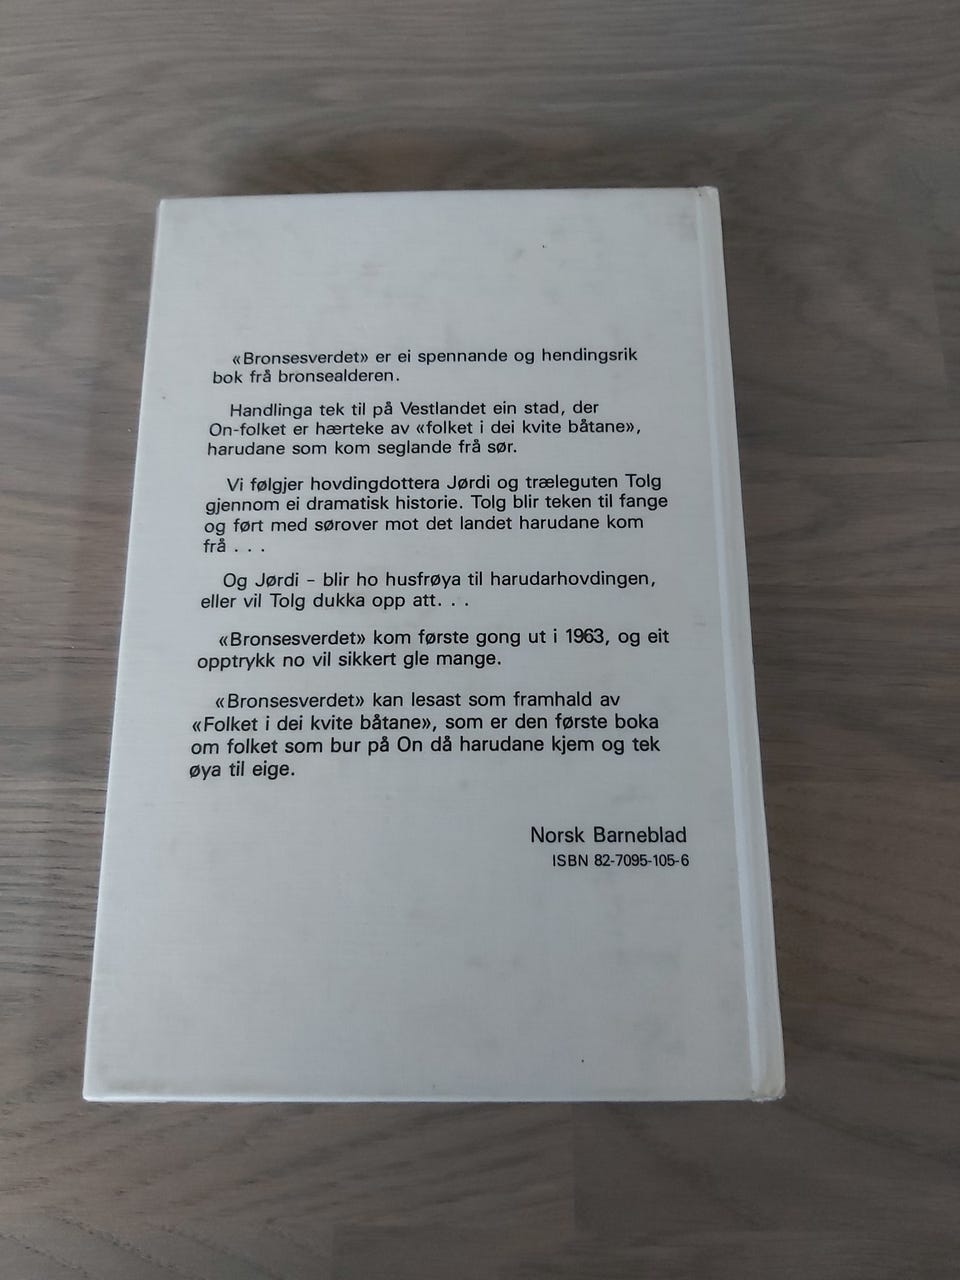 «Bronsesverdet» er ei spennande og hendingsrik
bok frå bronsealderen.
Handlinga tek til på Vestlandet ein stad, der
On-folket er hærteke av «folket i dei kvite båtane»,
harudane som kom seglande frå sør.
Vi følgjer hovdingdottera Jørdi og træleguten Tolg
gjennom ei dramatisk historie. Tolg blir teken til fange
og ført med sørover mot det landet harudane kom
frå . . .
Og Jørdi – blir ho husfrøya til harudarhovdingen,
eller vil Tolg dukka opp att. . .
«Bronsesverdet» kom første gong ut i 1963, og eit
opptrykk no vil sikkert gle mange.
«Bronsesverdet» kan lesast som framhald av
«Folket i dei kvite båtane», som er den første boka
om folket som bur på On då harudane kjem og tek
øya til eige.
Norsk Barneblad
ISBN 82-7095-105-6